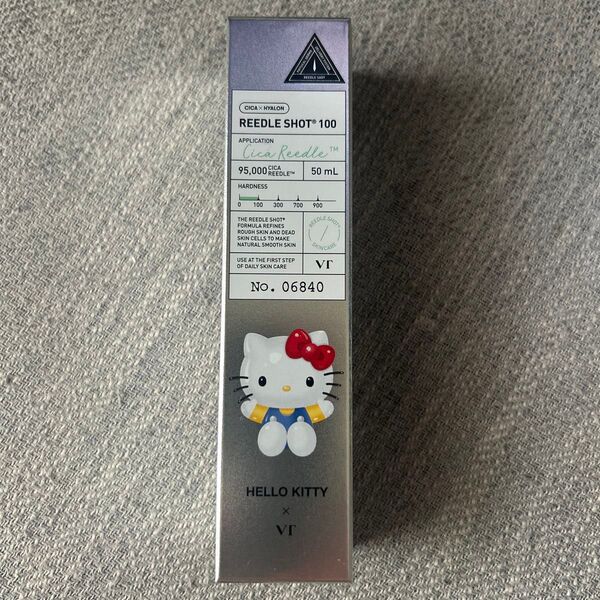 REEDLE SHOT
CICA × HYALON
REEDLE SHOT® 100
APPLICATION
Cica Reedle™
95,000 CICA REEDLE™ 50 mL
HARDNESS
0 100 300 700 900
THE REEDLE SHOT®
FORMULA REFINES
ROUGH SKIN AND DEAD
SKIN CELLS TO MAKE
NATURAL SMOOTH SKIN
REEDLE SHOT®
SKINCARE
USE AT THE FIRST STEP
OF DAILY SKIN CARE
VT
No. 06840
HELLO KITTY
×
VT